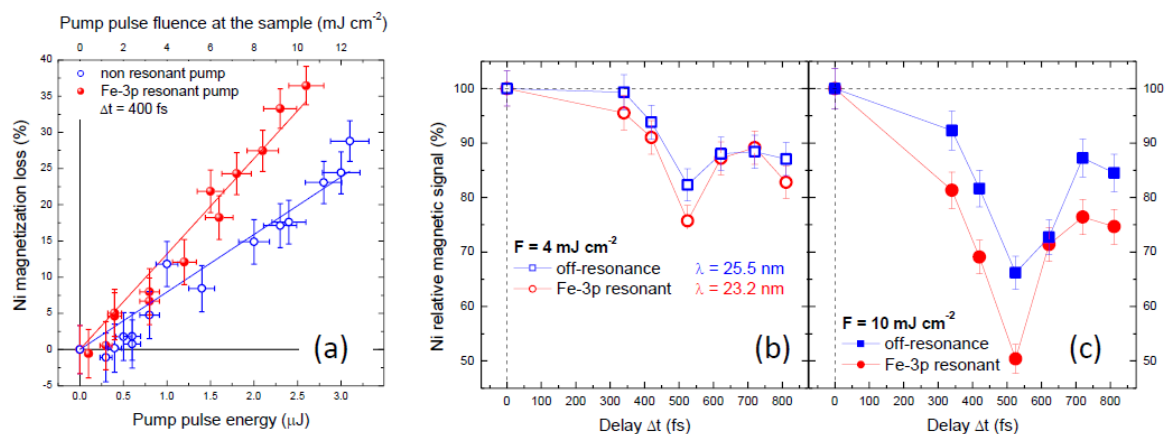 Pump pulse fluence at the sample (mJ cm⁻²)
0 2 4 6 8 10 12
40
35
30
25
20
15
10
5
0
-5
Ni magnetization loss (%)
non resonant pump
Fe-3p resonant pump
Δt = 400 fs
(a)
0.0 0.5 1.0 1.5 2.0 2.5 3.0
Pump pulse energy (μJ)
100
90
80
70
60
50
Ni relative magnetic signal (%)
(b)
F = 4 mJ cm⁻²
off-resonance λ = 25.5 nm
Fe-3p resonant λ = 23.2 nm
0 100 200 300 400 500 600 700 800
Delay Δt (fs)
(c)
F = 10 mJ cm⁻²
off-resonance
Fe-3p resonant
0 100 200 300 400 500 600 700 800
Delay Δt (fs)
100
90
80
70
60
50